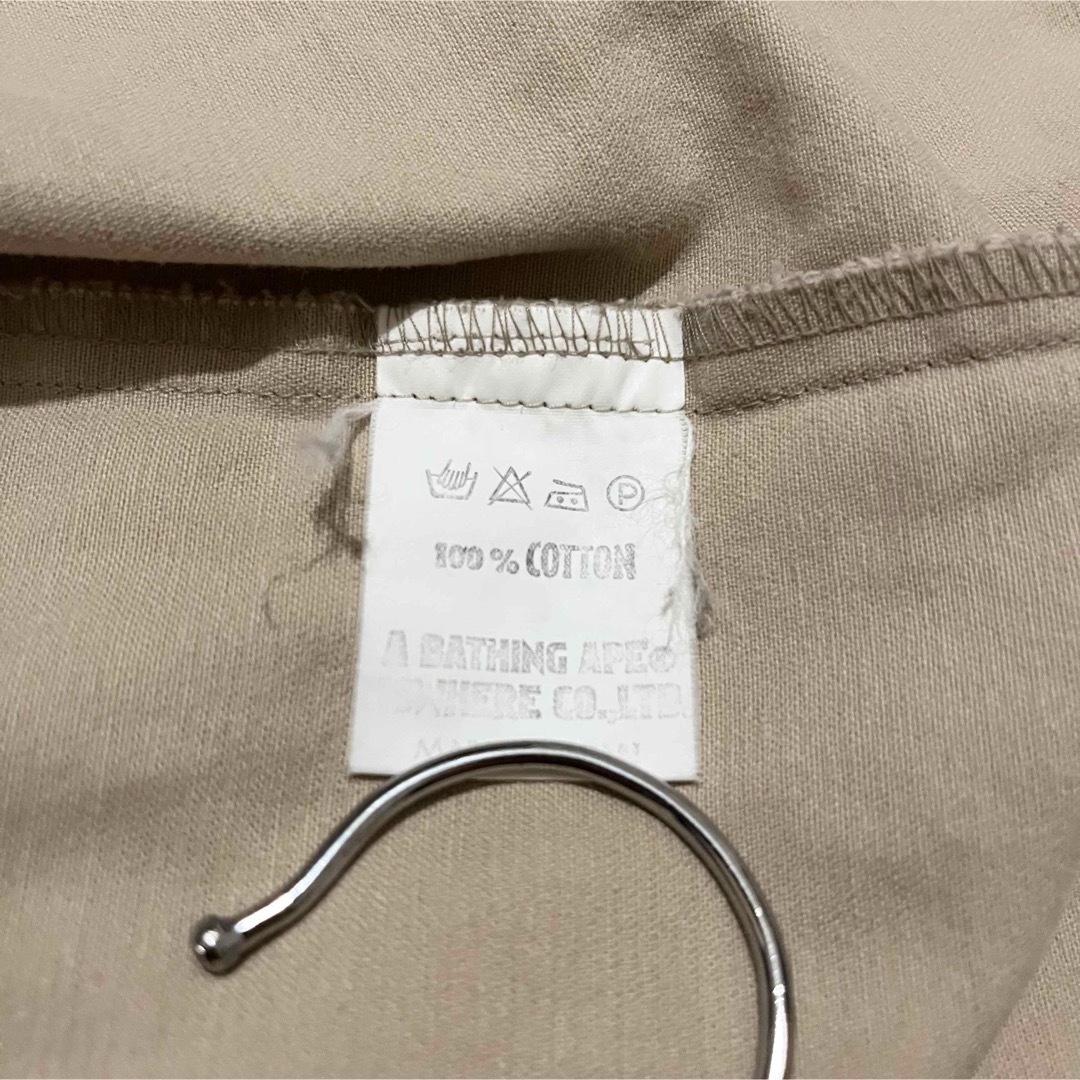 P
100% COTTON
A BATHING APE®
CO.,LTD.